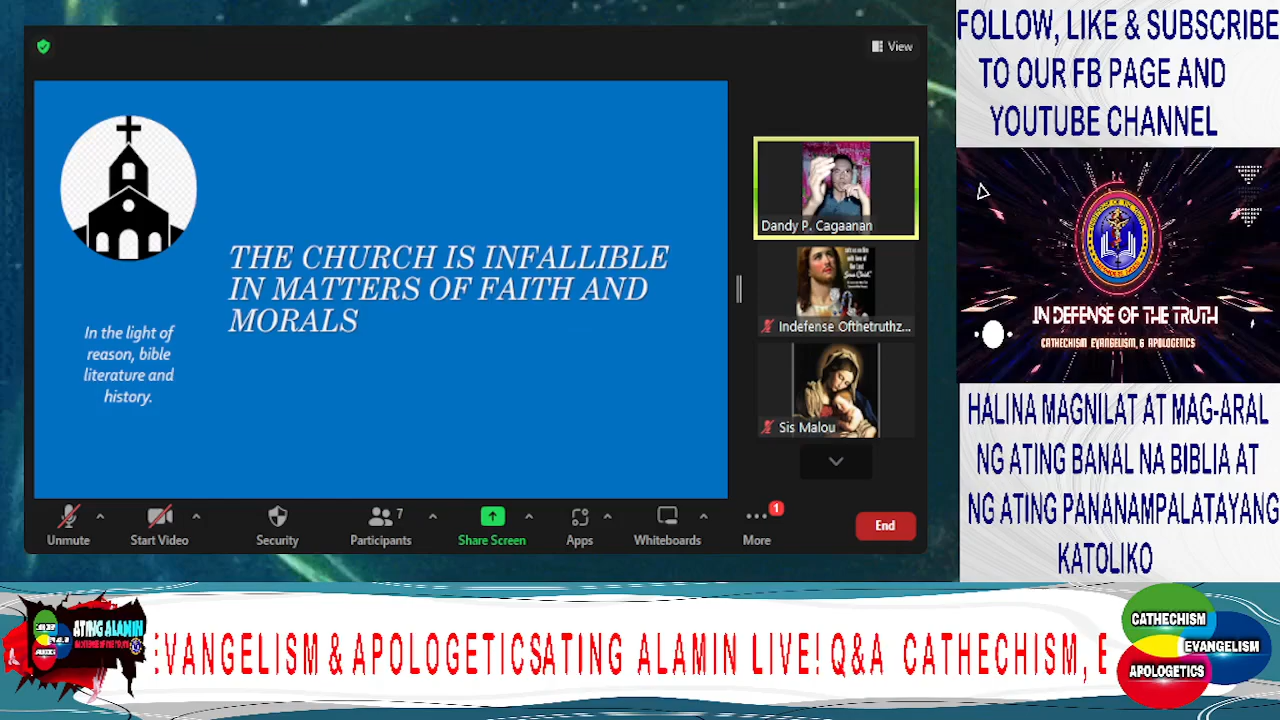 View
THE CHURCH IS INFALLIBLE
IN MATTERS OF FAITH AND
MORALS
In the light of
reason, bible
literature and
history.
Dandy P. Cagaanan
Indefense Ofthetruthz...
Sis Malou
Unmute
Start Video
Security
7
Participants
Share Screen
Apps
Whiteboards
1
More
End
FOLLOW, LIKE & SUBSCRIBE
TO OUR FB PAGE AND
YOUTUBE CHANNEL
IN DEFENSE OF THE TRUTH
CATHECHISM EVANGELISM, & APOLOGETICS
HALINA MAGNILAT AT MAG-ARAL
NG ATING BANAL NA BIBLIA AT
NG ATING PANANAMPALATAYANG
KATOLIKO
ATING ALAMIN
EVANGELISM & APOLOGETICSATING ALAMIN LIVE! Q&A CATHECHISM, E
CATHECHISM
EVANGELISM
APOLOGETICS